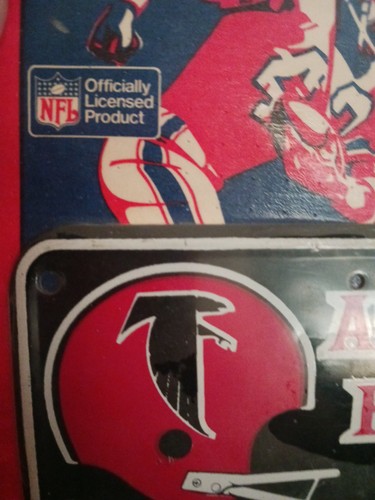 NFL
Officially
Licensed
Product
A
F